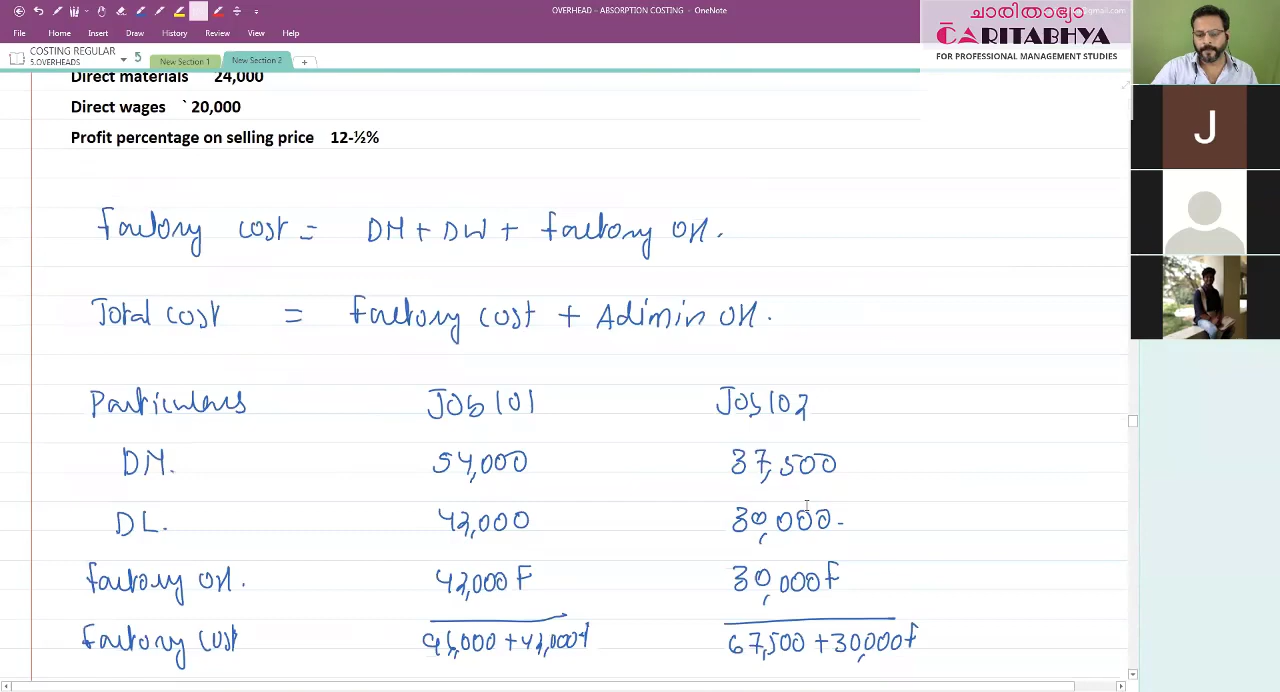 OVERHEAD – ABSORPTION COSTING - OneNote
File Home Insert Draw History Review View Help
COSTING REGULAR
5.OVERHEADS
5
New Section 1 New Section 2 +
@gmail.com
ചാരിതാഭ്യാ
CARITABHYA
FOR PROFESSIONAL MANAGEMENT STUDIES
J
Direct materials 24,000
Direct wages ` 20,000
Profit percentage on selling price 12-½%
Factory cost = DM + DW + Factory OH.
Total cost = Factory cost + Admin OH.
Particulars Job 101 Job 102
DM. 54,000 37,500
DL. 42,000 30,000-
Factory OH. 42,000 F 30,000 F
Factory cost 96,000 + 42,000 f 67,500 + 30,000 f